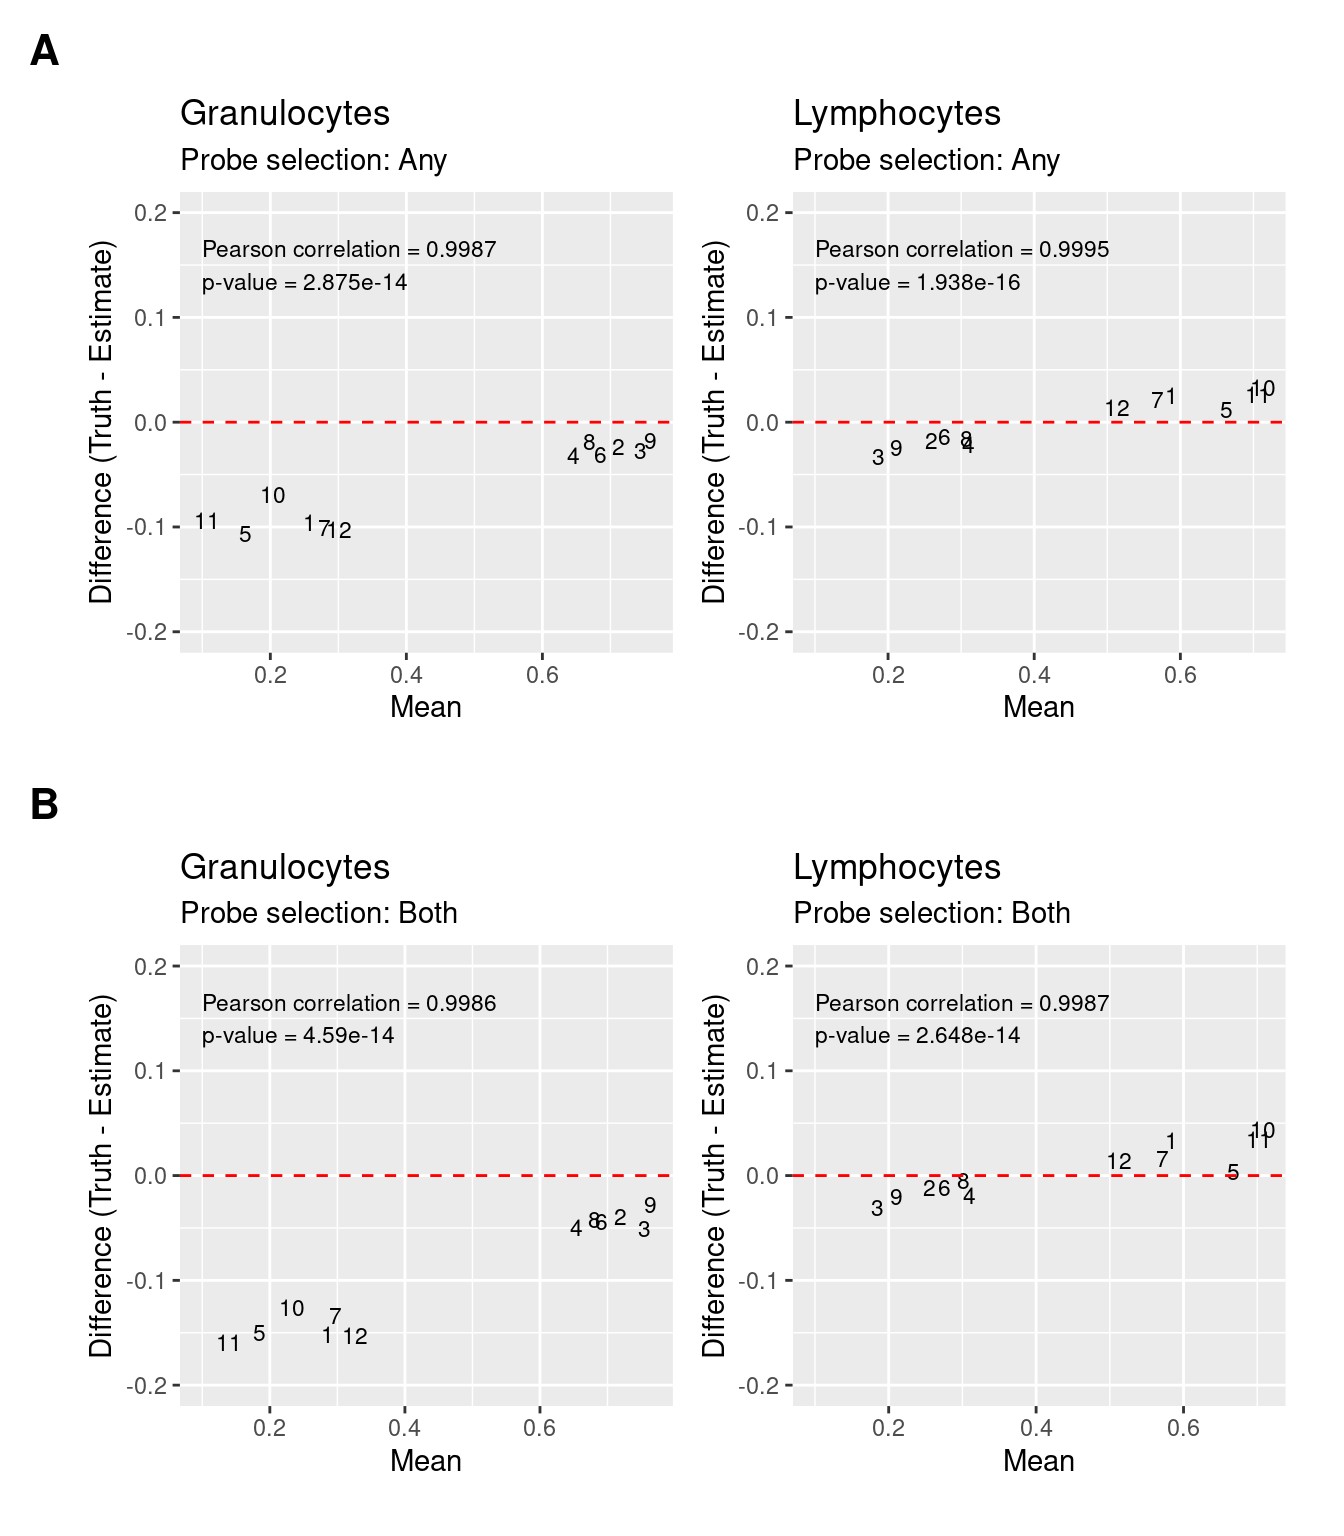 A
Granulocytes
Probe selection: Any
Lymphocytes
Probe selection: Any
Difference (Truth - Estimate)
0.2
0.1
0.0
-0.1
-0.2
Pearson correlation = 0.9987
p-value = 2.875e-14
8 2 9
4 6 3
10
11 5 1 7 12
0.2 0.4 0.6
Mean
Difference (Truth - Estimate)
0.2
0.1
0.0
-0.1
-0.2
Pearson correlation = 0.9995
p-value = 1.938e-16
12 7 1 5 11 10
3 9 2 6 8 4
0.2 0.4 0.6
Mean
B
Granulocytes
Probe selection: Both
Lymphocytes
Probe selection: Both
Difference (Truth - Estimate)
0.2
0.1
0.0
-0.1
-0.2
Pearson correlation = 0.9986
p-value = 4.59e-14
4 8 6 2 3 9
11 5 10 1 7 12
0.2 0.4 0.6
Mean
Difference (Truth - Estimate)
0.2
0.1
0.0
-0.1
-0.2
Pearson correlation = 0.9987
p-value = 2.648e-14
12 7 1 5 11 10
3 9 2 6 8 4
0.2 0.4 0.6
Mean